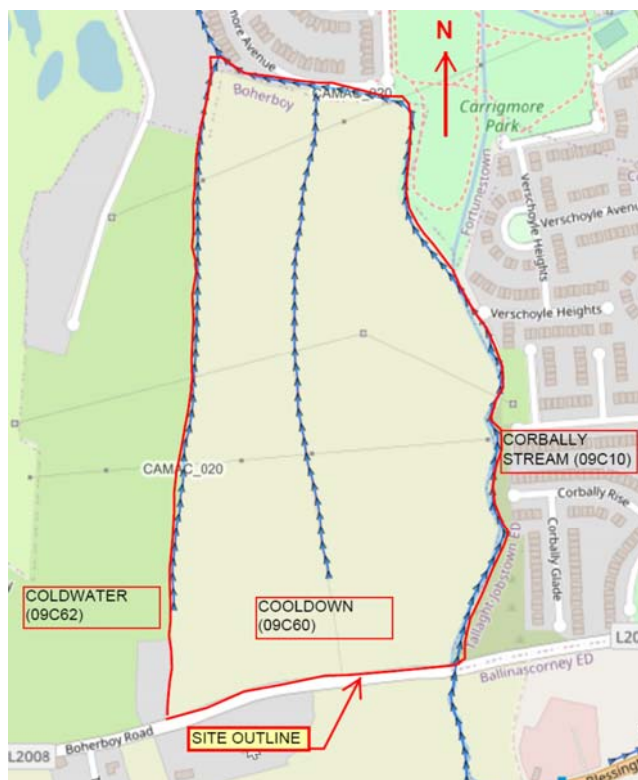 N
more Avenue
CAMAC_020
Boherboy
Carrigmore
Park
Fortunestown
Verschoyle Heights
Verschoyle Avenue
Verschoyle Heights
CORBALLY
STREAM (09C10)
CAMAC_020
Corbally Rise
Corbally Glade
COLDWATER
(09C62)
COOLDOWN
(09C60)
Tallaght-Jobstown ED
L20
Ballinascorney ED
SITE OUTLINE
Boherboy Road
L2008
Blessing